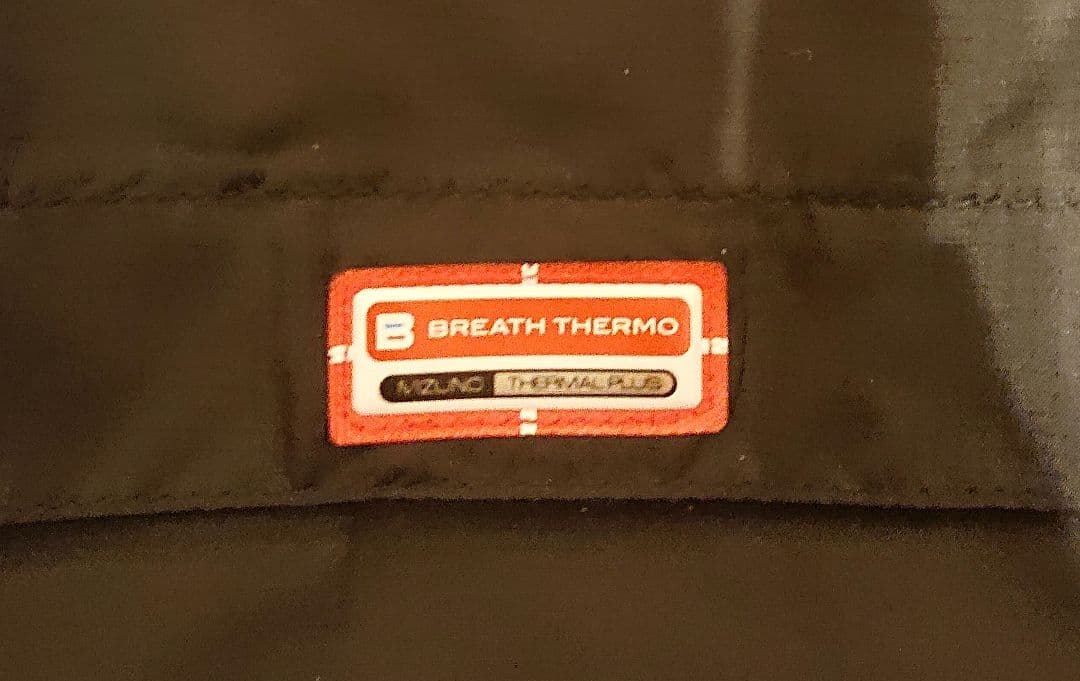 B BREATH THERMO
MIZUNO THERMAL PLUS